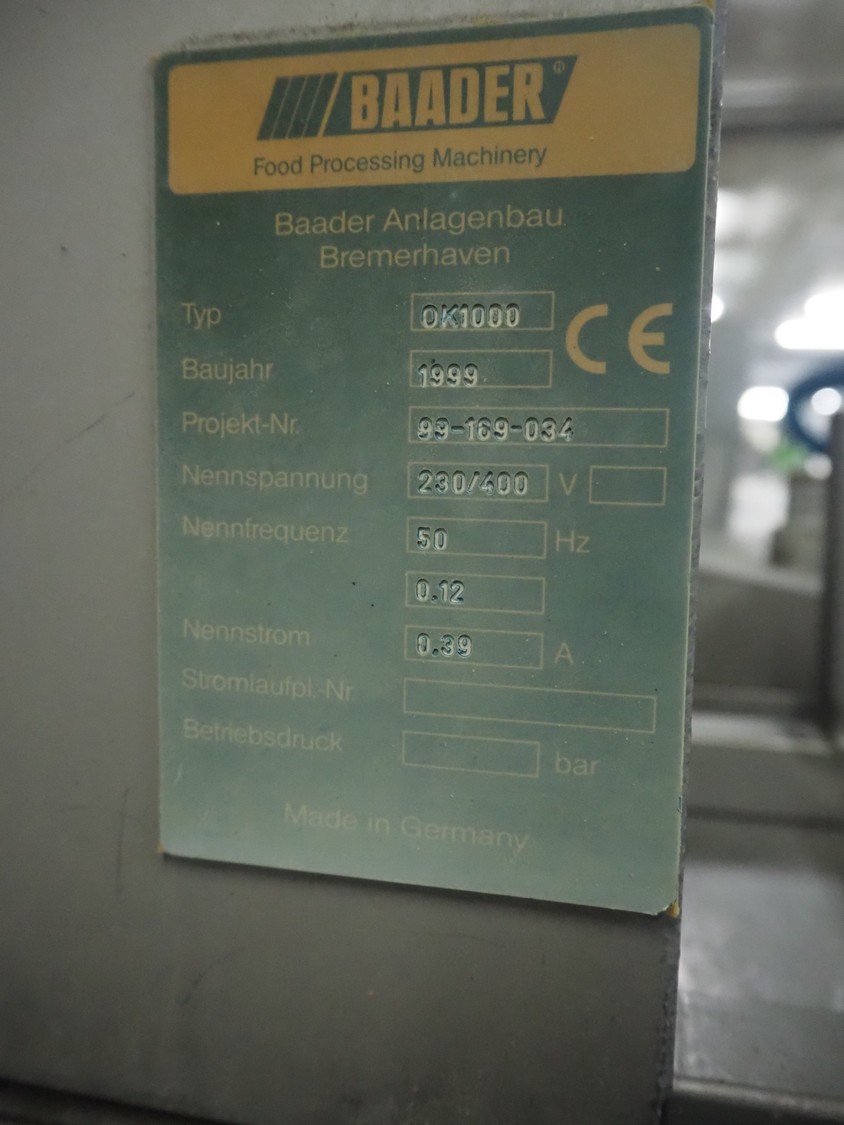 BAADER®
Food Processing Machinery
Baader Anlagenbau
Bremerhaven
Typ OK1000 CE
Baujahr 1999
Projekt-Nr. 99-169-034
Nennspannung 230/400 V
Nennfrequenz 50 Hz
0.12
Nennstrom 0.39 A
Stromlaufpl.-Nr.
Betriebsdruck bar
Made in Germany